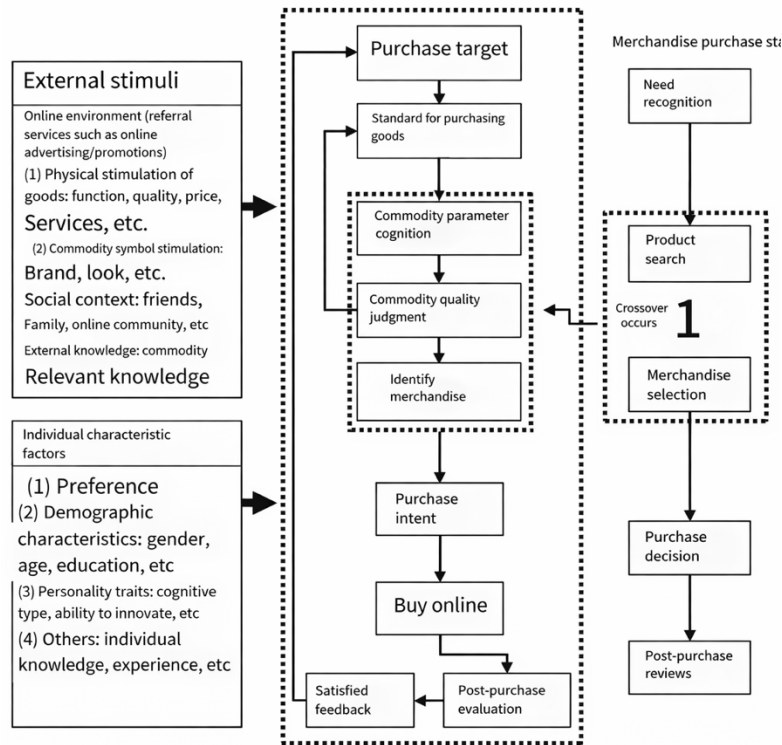 External stimuli
Online environment (referral
services such as online
advertising/promotions)
(1) Physical stimulation of
goods: function, quality, price,
Services, etc.
(2) Commodity symbol stimulation:
Brand, look, etc.
Social context: friends,
Family, online community, etc
External knowledge: commodity
Relevant knowledge
Individual characteristic
factors
(1) Preference
(2) Demographic
characteristics: gender,
age, education, etc
(3) Personality traits: cognitive
type, ability to innovate, etc
(4) Others: individual
knowledge, experience, etc
Purchase target
Standard for purchasing
goods
Commodity parameter
cognition
Commodity quality
judgment
Identify
merchandise
Purchase
intent
Buy online
Satisfied
feedback
Post-purchase
evaluation
Merchandise purchase sta
Need
recognition
Product
search
Crossover
occurs
1
Merchandise
selection
Purchase
decision
Post-purchase
reviews